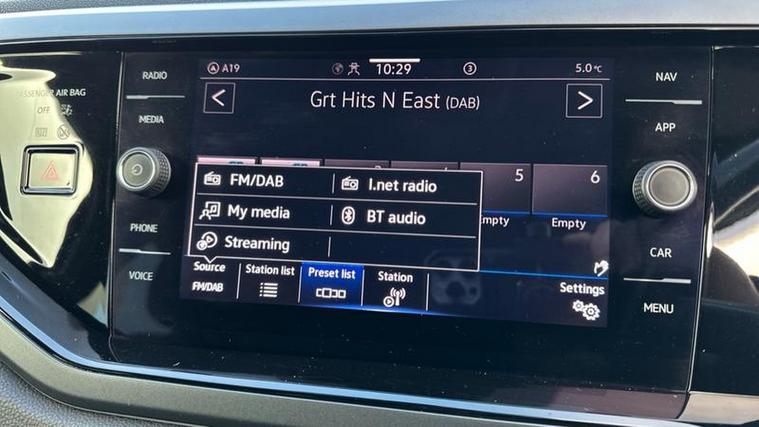 RADIO
MEDIA
PHONE
VOICE
PASSENGER AIR BAG
OFF
A19
10:29
3
5.0°C
Grt Hits N East (DAB)
5
6
Empty
FM/DAB
I.net radio
My media
BT audio
Streaming
Source
FM/DAB
Station list
Preset list
Station
Settings
NAV
APP
CAR
MENU